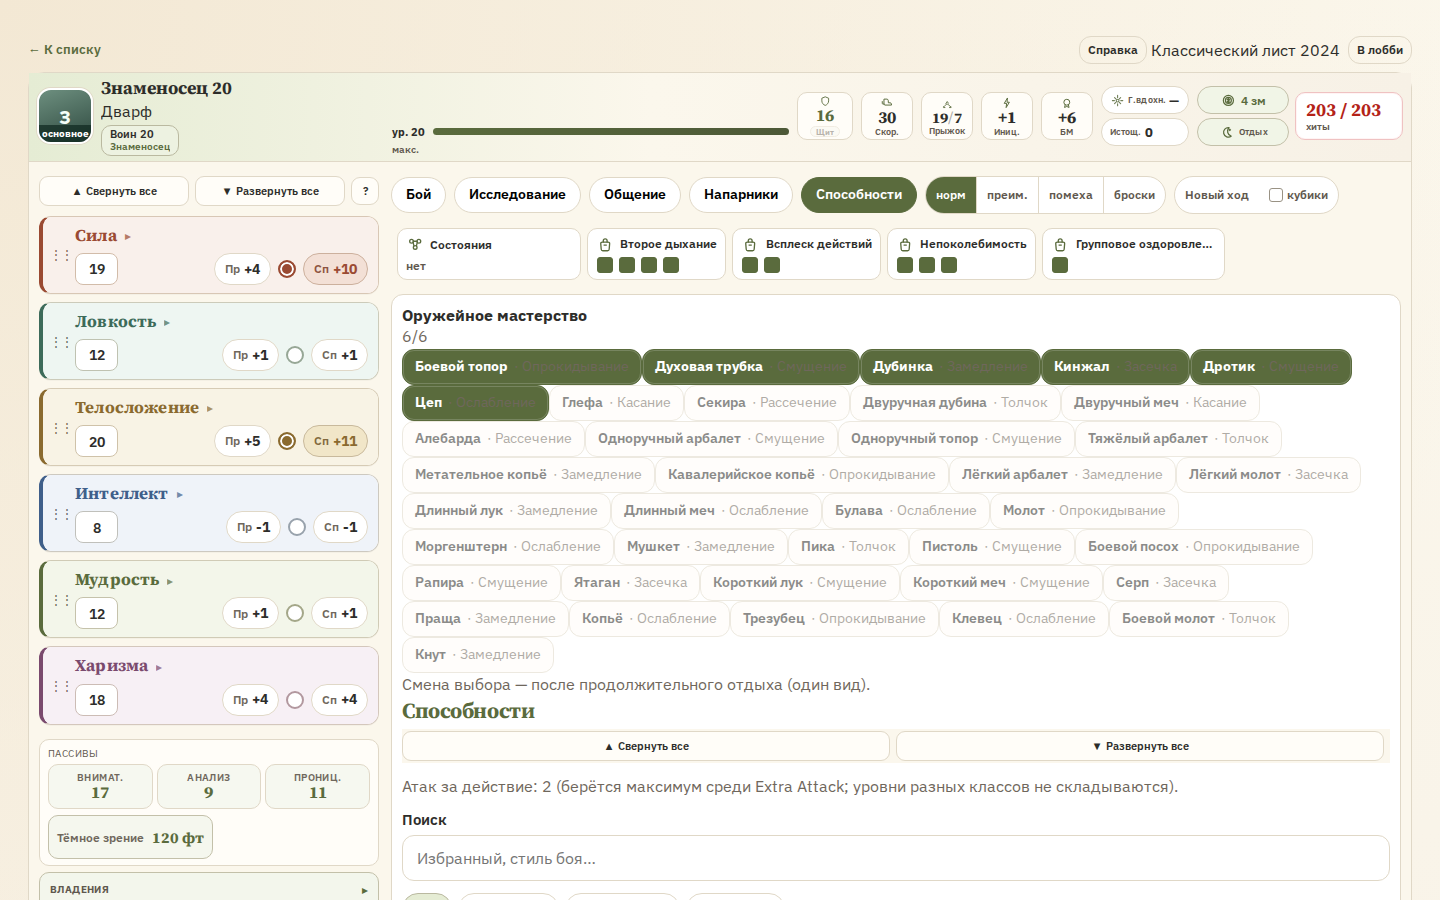 ← К списку
Справка Классический лист 2024 В лобби
З
основное
Знаменосец 20
Дварф
Воин 20
Знаменосец
ур. 20
макс.
16
Щит
30
Скор.
19/7
Прыжок
+1
Иниц.
+6
БМ
Г.вдохн. —
Истощ. 0
4 зм
Отдых
203 / 203
хиты
▲ Свернуть все ▼ Развернуть все ?
Сила ▸
19 Пр +4 Сп +10
Ловкость ▸
12 Пр +1 Сп +1
Телосложение ▸
20 Пр +5 Сп +11
Интеллект ▸
8 Пр -1 Сп -1
Мудрость ▸
12 Пр +1 Сп +1
Харизма ▸
18 Пр +4 Сп +4
ПАССИВЫ
ВНИМАТ. АНАЛИЗ ПРОНИЦ.
17 9 11
Тёмное зрение 120 фт
ВЛАДЕНИЯ ▸
Бой Исследование Общение Напарники Способности норм преим. помеха броски Новый ход кубики
Состояния
нет
Второе дыхание
Всплеск действий
Непоколебимость
Групповое оздоровле...
Оружейное мастерство
6/6
Боевой топор · Опрокидывание Духовая трубка · Смущение Дубинка · Замедление Кинжал · Засечка Дротик · Смущение
Цеп · Ослабление Глефа · Касание Секира · Рассечение Двуручная дубина · Толчок Двуручный меч · Касание
Алебарда · Рассечение Одноручный арбалет · Смущение Одноручный топор · Смущение Тяжёлый арбалет · Толчок
Метательное копьё · Замедление Кавалерийское копьё · Опрокидывание Лёгкий арбалет · Замедление Лёгкий молот · Засечка
Длинный лук · Замедление Длинный меч · Ослабление Булава · Ослабление Молот · Опрокидывание
Моргенштерн · Ослабление Мушкет · Замедление Пика · Толчок Пистоль · Смущение Боевой посох · Опрокидывание
Рапира · Смущение Ятаган · Засечка Короткий лук · Смущение Короткий меч · Смущение Серп · Засечка
Праща · Замедление Копьё · Ослабление Трезубец · Опрокидывание Клевец · Ослабление Боевой молот · Толчок
Кнут · Замедление
Смена выбора — после продолжительного отдыха (один вид).
Способности
▲ Свернуть все ▼ Развернуть все
Атак за действие: 2 (берётся максимум среди Extra Attack; уровни разных классов не складываются).
Поиск
Избранный, стиль боя...